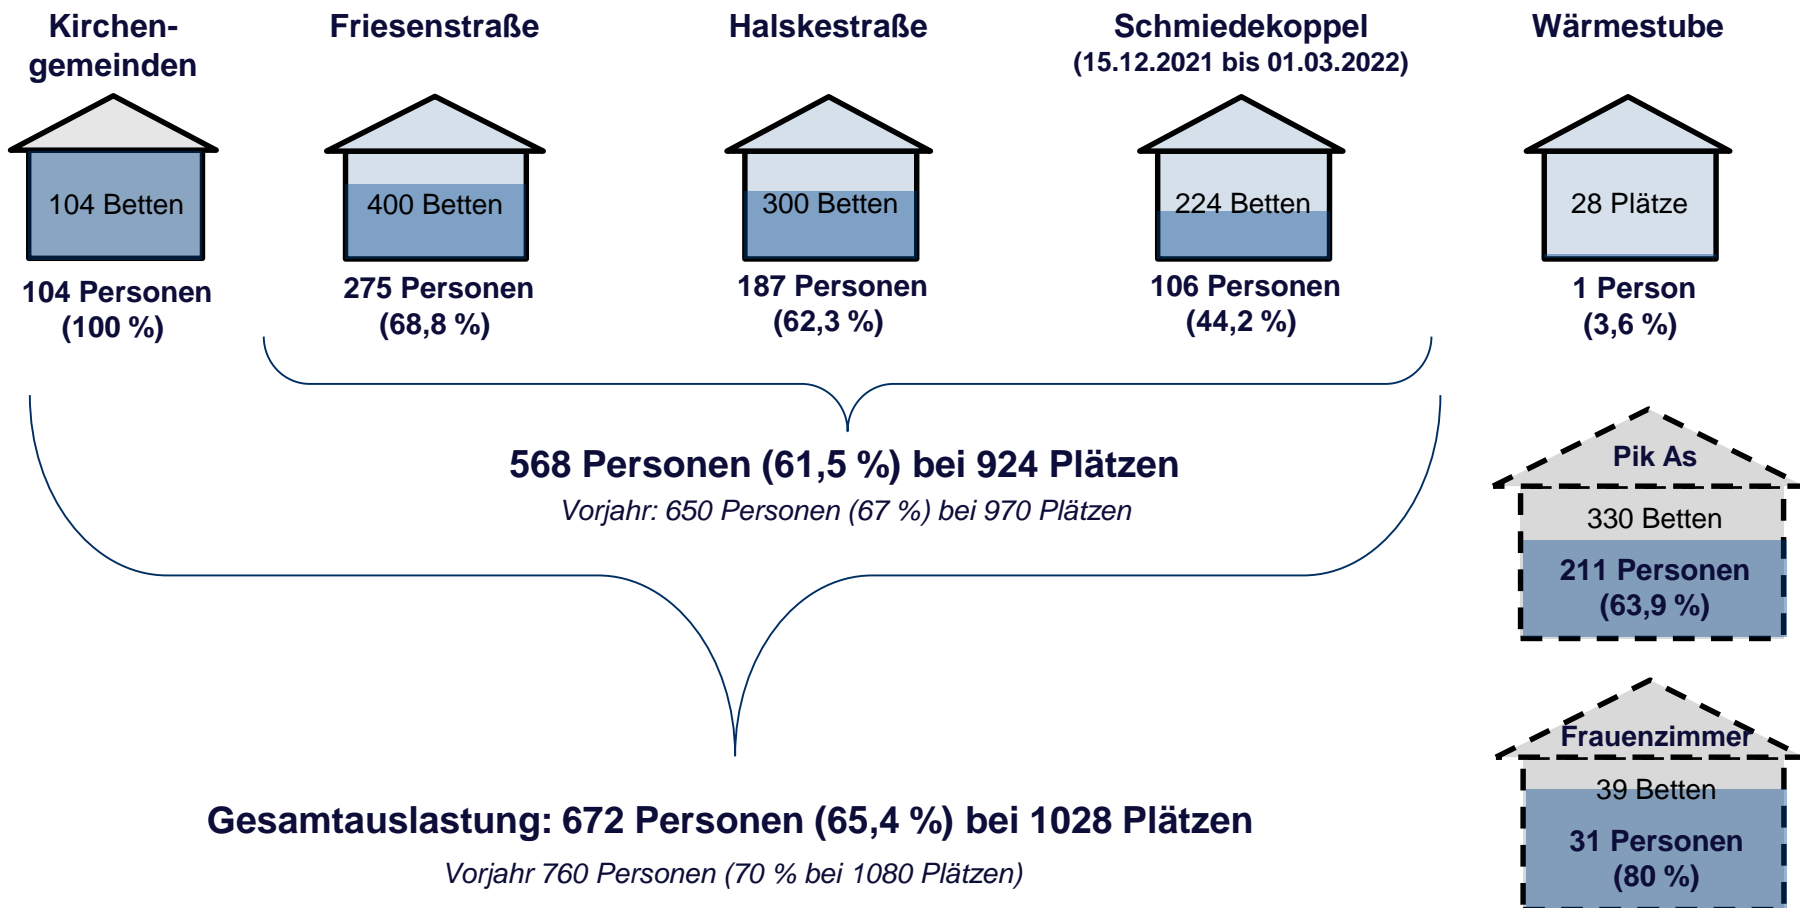 Kirchen-
gemeinden
104 Betten
104 Personen
(100 %)
Friesenstraße
400 Betten
275 Personen
(68,8 %)
Halskestraße
300 Betten
187 Personen
(62,3 %)
Schmiedekoppel
(15.12.2021 bis 01.03.2022)
224 Betten
106 Personen
(44,2 %)
Wärmestube
28 Plätze
1 Person
(3,6 %)
568 Personen (61,5 %) bei 924 Plätzen
Vorjahr: 650 Personen (67 %) bei 970 Plätzen
Pik As
330 Betten
211 Personen
(63,9 %)
Frauenzimmer
39 Betten
31 Personen
(80 %)
Gesamtauslastung: 672 Personen (65,4 %) bei 1028 Plätzen
Vorjahr 760 Personen (70 % bei 1080 Plätzen)